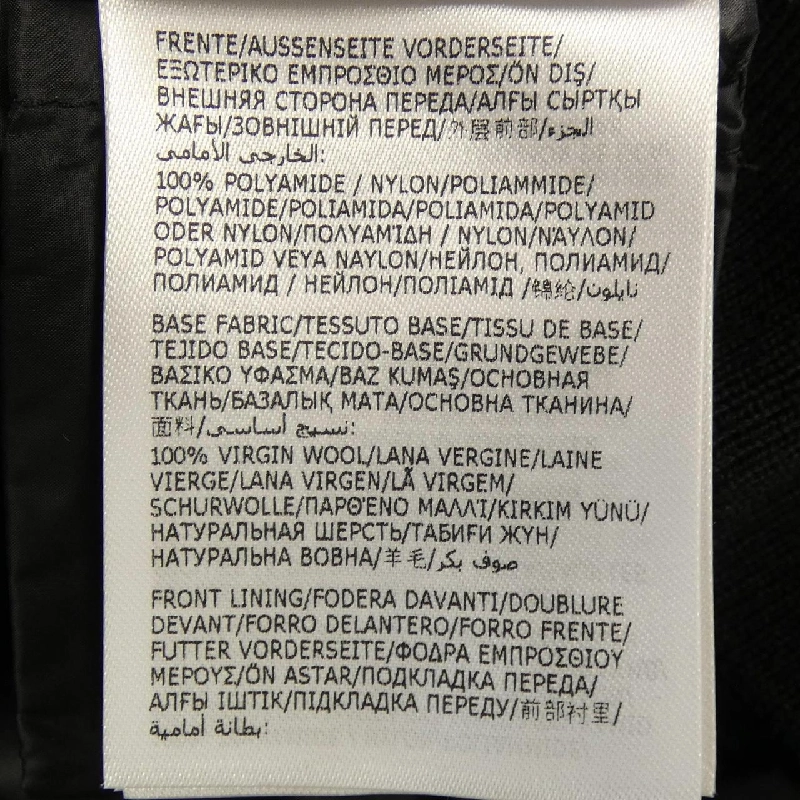 FRENTE/AUSSENSEITE VORDERSEITE/
ΕΞΩΤΕΡΙΚΟ ΕΜΠΡΟΣΘΙΟ ΜΕΡΟΣ/ÖN DIŞ/
ВНЕШНЯЯ СТОРОНА ПЕРЕДА/АЛҒЫ СЫРТҚЫ
ЖАҒЫ/ЗОВНІШНІЙ ПЕРЕД/外层前部/الجزء
الخارجي الأمامي:
100% POLYAMIDE / NYLON/POLIAMMIDE/
POLYAMIDE/POLIAMIDA/POLIAMIDA/POLYAMID
ODER NYLON/ΠΟΛΥΑΜΊΔΗ / NYLON/ΝΆΥΛΟΝ/
POLYAMID VEYA NAYLON/НЕЙЛОН, ПОЛИАМИД/
ПОЛИАМИД / НЕЙЛОН/ПОЛІАМІД /锦纶/نايلون
BASE FABRIC/TESSUTO BASE/TISSU DE BASE/
TEJIDO BASE/TECIDO-BASE/GRUNDGEWEBE/
ΒΑΣΙΚΟ ΥΦΑΣΜΑ/BAZ KUMAŞ/ОСНОВНАЯ
ТКАНЬ/БАЗАЛЫҚ МАТА/ОСНОВНА ТКАНИНА/
面料/نسيج أساسي:
100% VIRGIN WOOL/LANA VERGINE/LAINE
VIERGE/LANA VIRGEN/LÃ VIRGEM/
SCHURWOLLE/ΠΑΡΘΈΝΟ ΜΑΛΛΊ/KIRKIM YÜNÜ/
НАТУРАЛЬНАЯ ШЕРСТЬ/ТАБИҒИ ЖҮН/
НАТУРАЛЬНА ВОВНА/羊毛/صوف بكر
FRONT LINING/FODERA DAVANTI/DOUBLURE
DEVANT/FORRO DELANTERO/FORRO FRENTE/
FUTTER VORDERSEITE/ΦΟΔΡΑ ΕΜΠΡΟΣΘΙΟΥ
ΜΕΡΟΥΣ/ÖN ASTAR/ПОДКЛАДКА ПЕРЕДА/
АЛҒЫ ІШТІК/ПІДКЛАДКА ПЕРЕДУ/前部衬里/
بطانة أمامية: